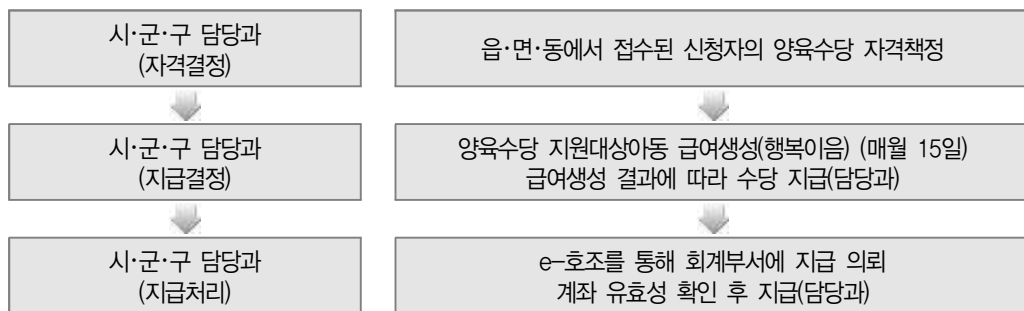 시·군·구 담당과
(자격결정)
읍·면·동에서 접수된 신청자의 양육수당 자격책정
시·군·구 담당과
(지급결정)
양육수당 지원대상아동 급여생성(행복이음) (매월 15일)
급여생성 결과에 따라 수당 지급(담당과)
시·군·구 담당과
(지급처리)
e-호조를 통해 회계부서에 지급 의뢰
계좌 유효성 확인 후 지급(담당과)